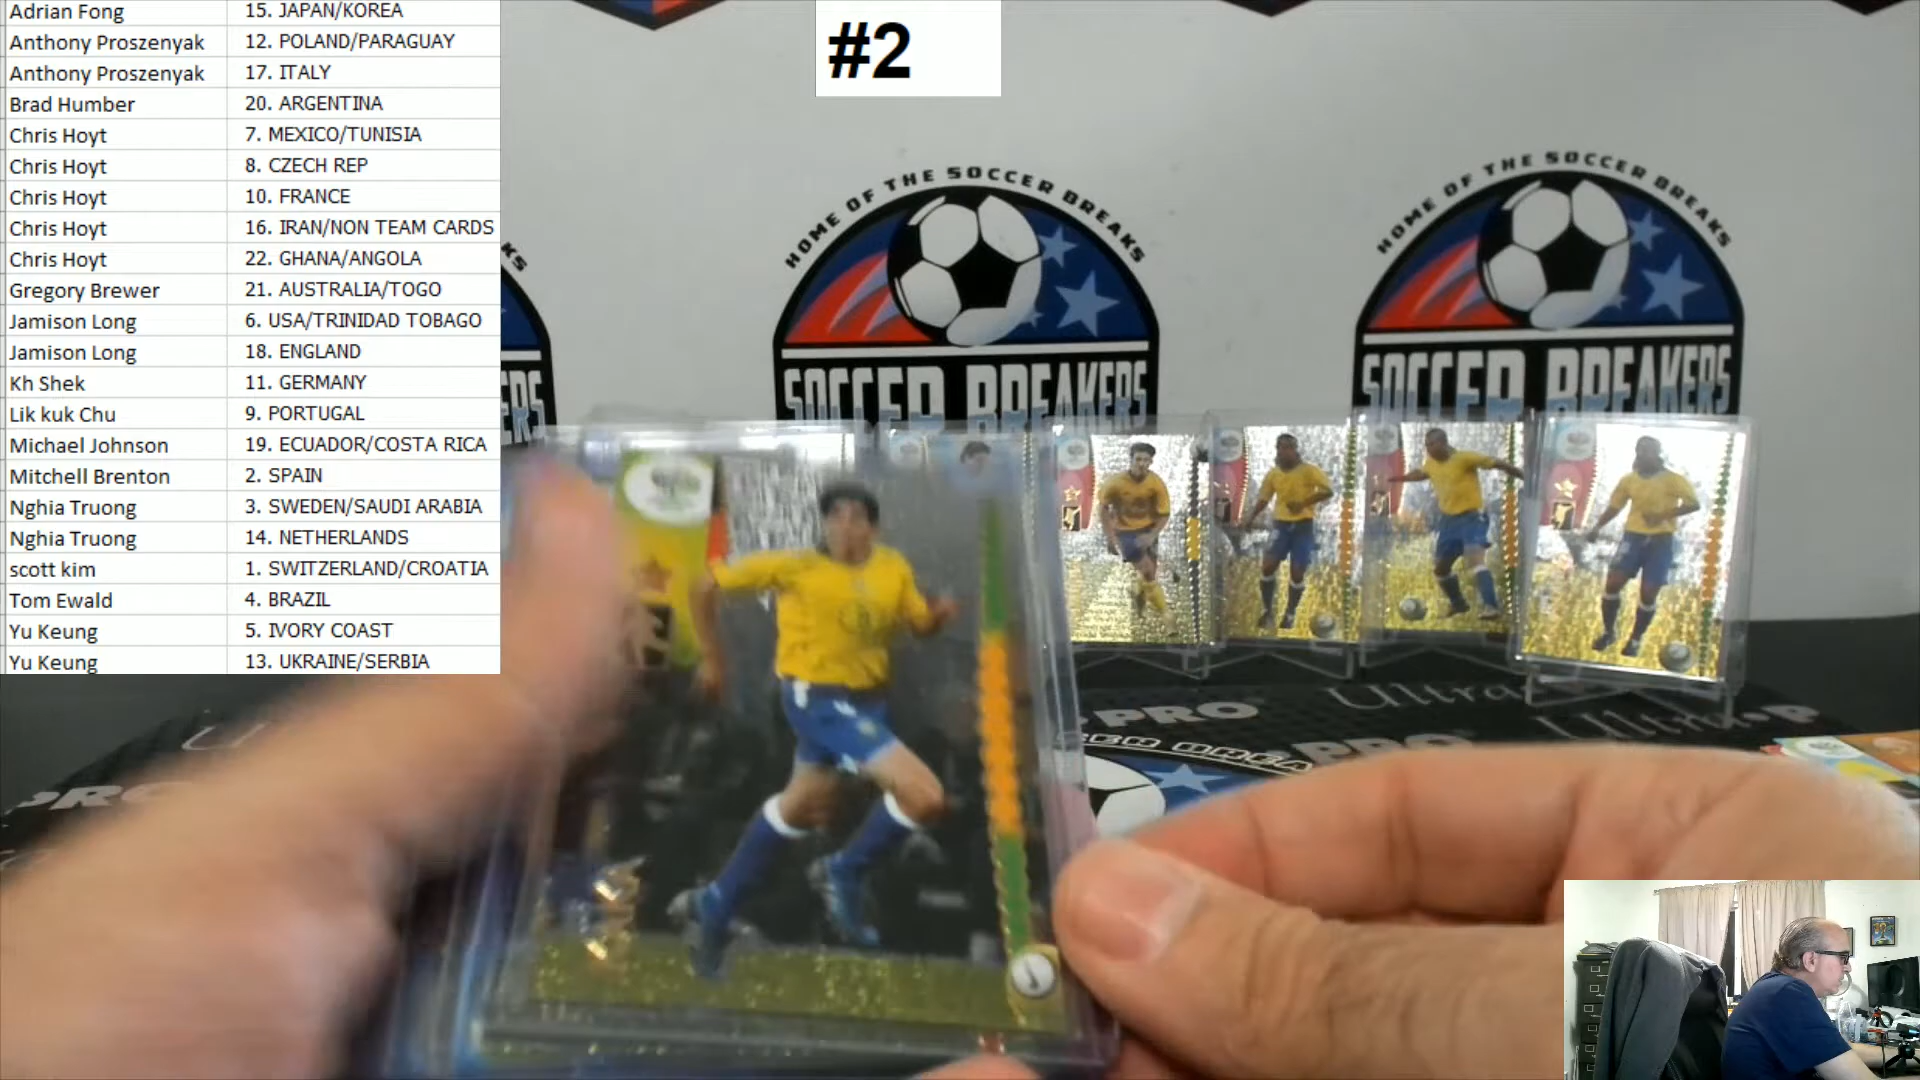 Adrian Fong 15. JAPAN/KOREA
Anthony Proszenyak 12. POLAND/PARAGUAY
Anthony Proszenyak 17. ITALY
Brad Humber 20. ARGENTINA
Chris Hoyt 7. MEXICO/TUNISIA
Chris Hoyt 8. CZECH REP
Chris Hoyt 10. FRANCE
Chris Hoyt 16. IRAN/NON TEAM CARDS
Chris Hoyt 22. GHANA/ANGOLA
Gregory Brewer 21. AUSTRALIA/TOGO
Jamison Long 6. USA/TRINIDAD TOBAGO
Jamison Long 18. ENGLAND
Kh Shek 11. GERMANY
Lik kuk Chu 9. PORTUGAL
Michael Johnson 19. ECUADOR/COSTA RICA
Mitchell Brenton 2. SPAIN
Nghia Truong 3. SWEDEN/SAUDI ARABIA
Nghia Truong 14. NETHERLANDS
scott kim 1. SWITZERLAND/CROATIA
Tom Ewald 4. BRAZIL
Yu Keung 5. IVORY COAST
Yu Keung 13. UKRAINE/SERBIA
#2
HOME OF THE SOCCER BREAKS
SOCCER BREAKERS
HOME OF THE SOCCER BREAKS
SOCCER BREAKERS
KS
ERS
PRO Ultra
PRO Ultra P
PRO